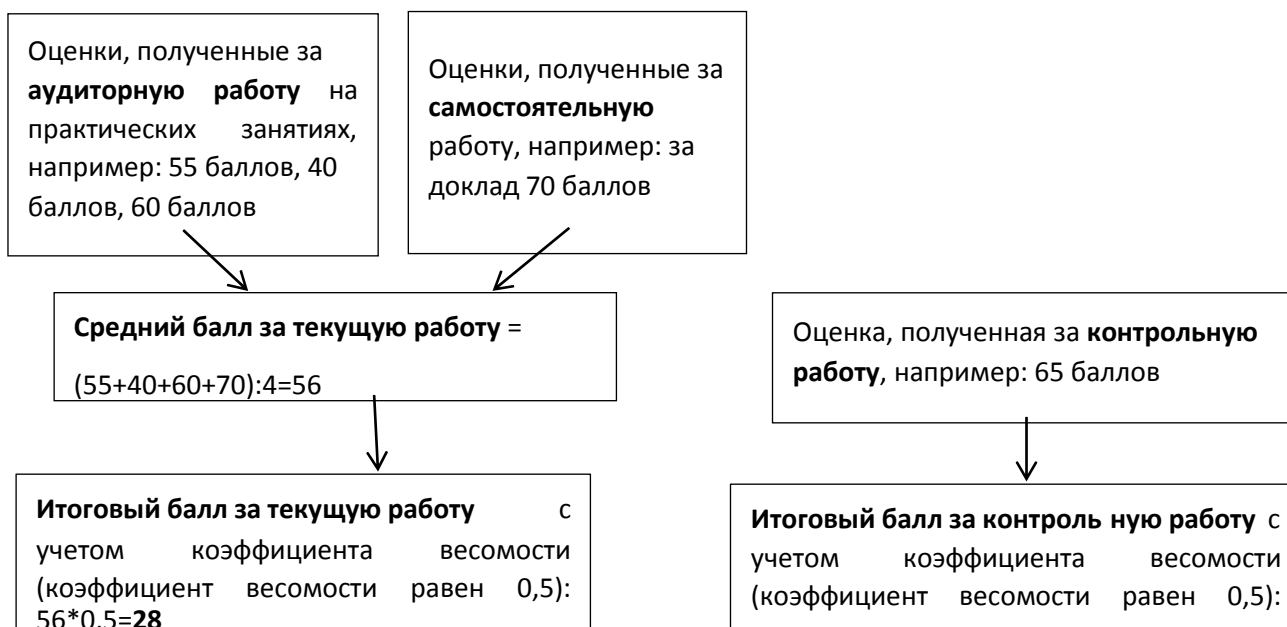 Оценки, полученные за
аудиторную работу на
практических занятиях,
например: 55 баллов, 40
баллов, 60 баллов
Оценки, полученные за
самостоятельную
работу, например: за
доклад 70 баллов
Средний балл за текущую работу =
(55+40+60+70):4=56
Оценка, полученная за контрольную
работу, например: 65 баллов
Итоговый балл за текущую работу с
учетом коэффициента весомости
(коэффициент весомости равен 0,5):
56*0,5=28
Итоговый балл за контроль ную работу с
учетом коэффициента весомости
(коэффициент весомости равен 0,5):